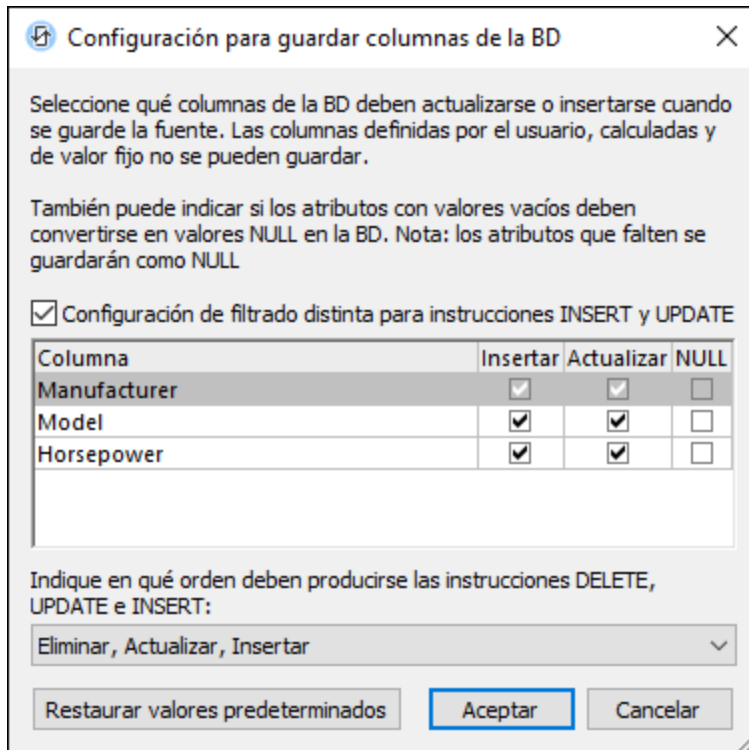 Configuración para guardar columnas de la BD
Seleccione qué columnas de la BD deben actualizarse o insertarse cuando
se guarde la fuente. Las columnas definidas por el usuario, calculadas y
de valor fijo no se pueden guardar.
También puede indicar si los atributos con valores vacíos deben
convertirse en valores NULL en la BD. Nota: los atributos que falten se
guardarán como NULL
Configuración de filtrado distinta para instrucciones INSERT y UPDATE
Columna Insertar Actualizar NULL
Manufacturer
Model
Horsepower
Indique en qué orden deben producirse las instrucciones DELETE,
UPDATE e INSERT:
Eliminar, Actualizar, Insertar
Restaurar valores predeterminados Aceptar Cancelar